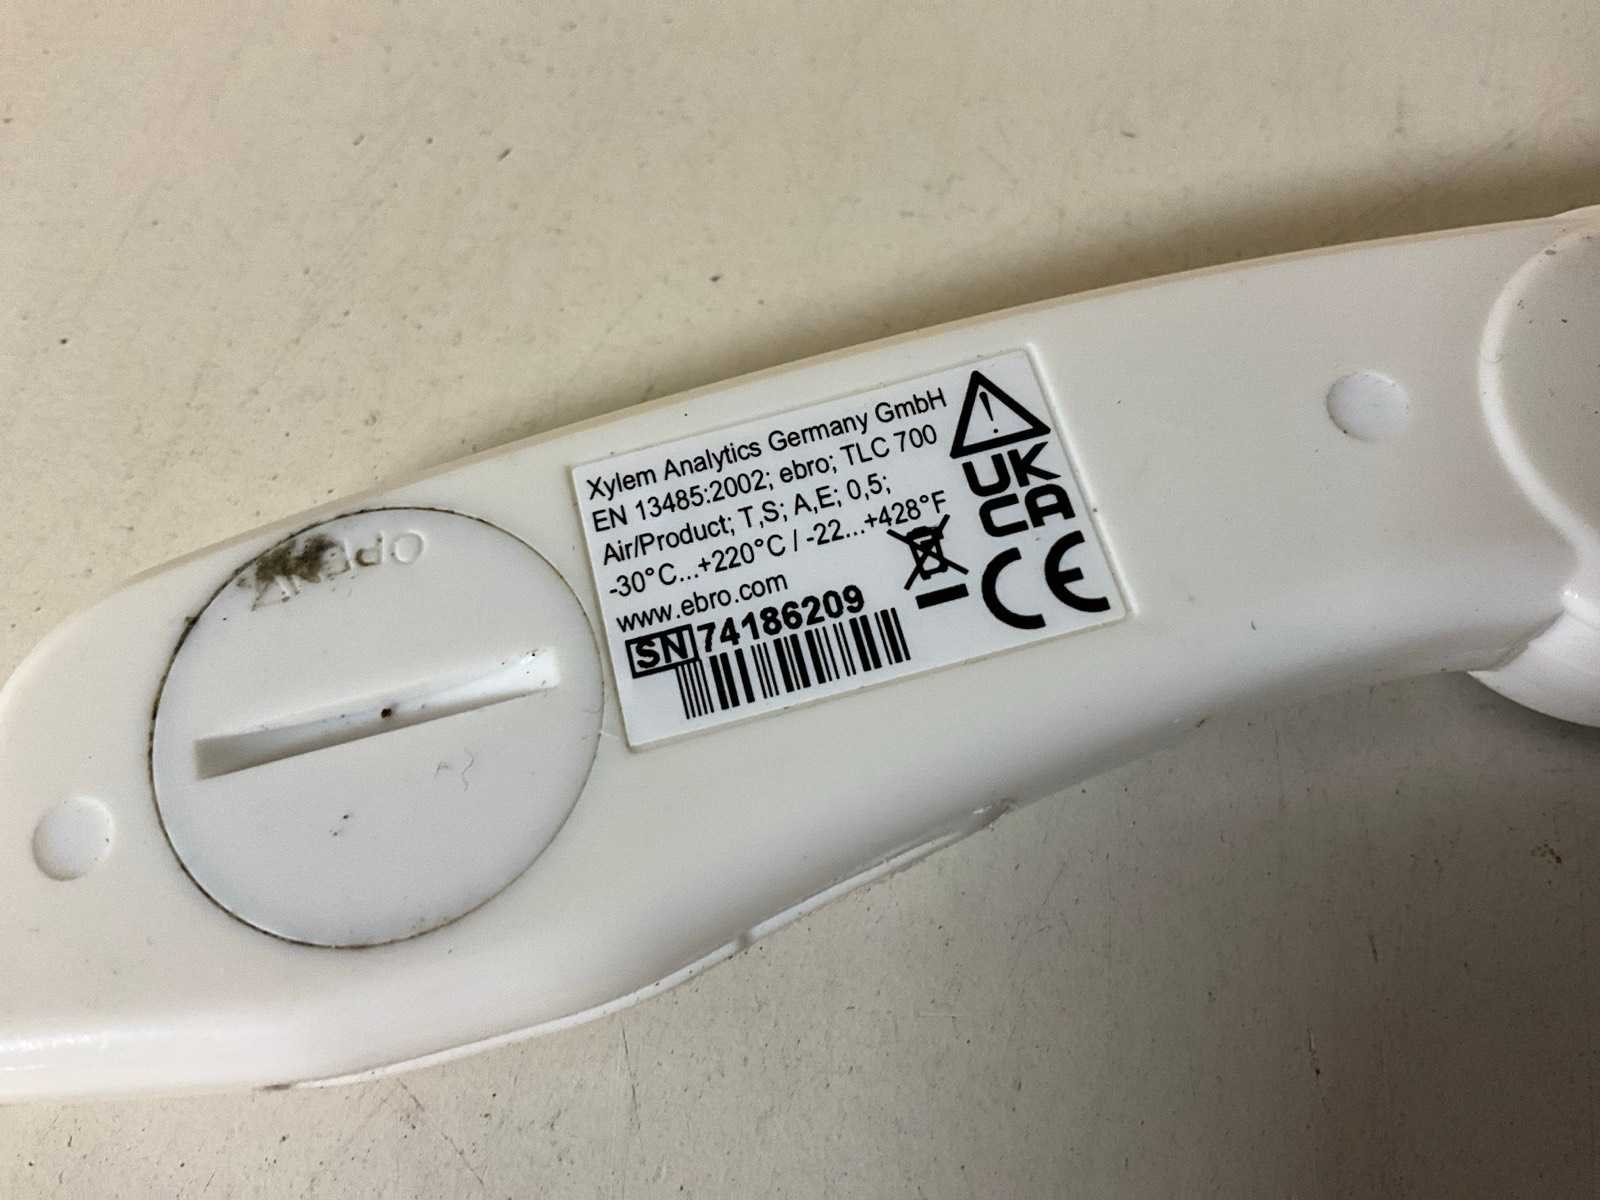 Xylem Analytics Germany GmbH
EN 13485:2002; ebro; TLC 700
Air/Product; T,S; A,E; 0,5;
-30°C...+220°C / -22...+428°F
www.ebro.com
SN 74186209
UK
CA
CE
OPEN